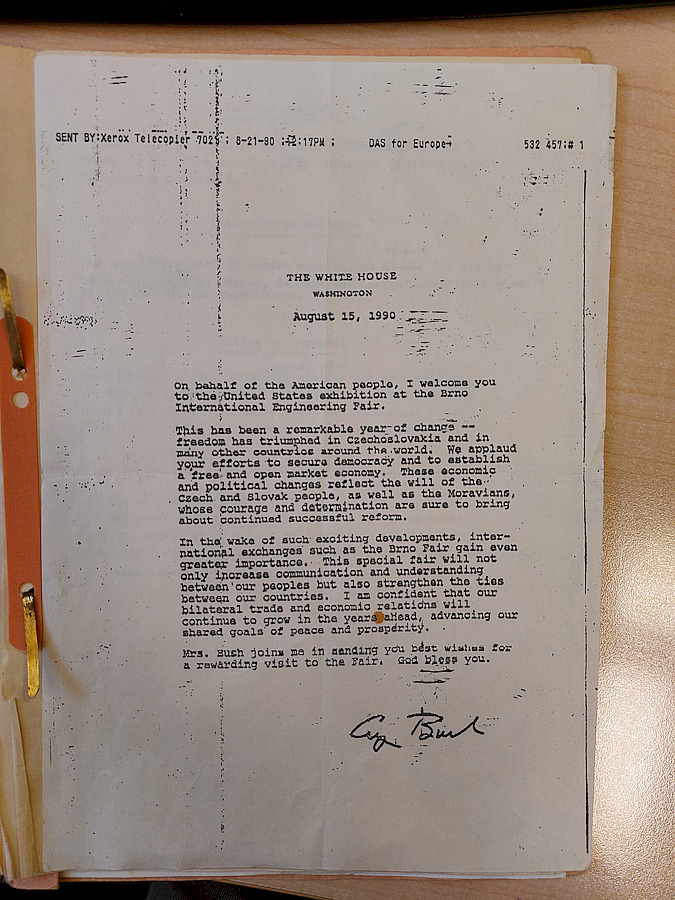 SENT BY:Xerox Telecopier 7025 ; 8-21-90 ;12:17PM ; DAS for Europe→ 532 457;# 1
THE WHITE HOUSE
WASHINGTON
August 15, 1990
On behalf of the American people, I welcome you
to the United States exhibition at the Brno
International Engineering Fair.
This has been a remarkable year of change --
freedom has triumphed in Czechoslovakia and in
many other countries around the world. We applaud
your efforts to secure democracy and to establish
a free and open market economy. These economic
and political changes reflect the will of the
Czech and Slovak people, as well as the Moravians,
whose courage and determination are sure to bring
about continued successful reform.
In the wake of such exciting developments, inter-
national exchanges such as the Brno Fair gain even
greater importance. This special fair will not
only increase communication and understanding
between our peoples but also strengthen the ties
between our countries. I am confident that our
bilateral trade and economic relations will
continue to grow in the years ahead, advancing our
shared goals of peace and prosperity.
Mrs. Bush joins me in sending you best wishes for
a rewarding visit to the Fair. God bless you.
G Bush